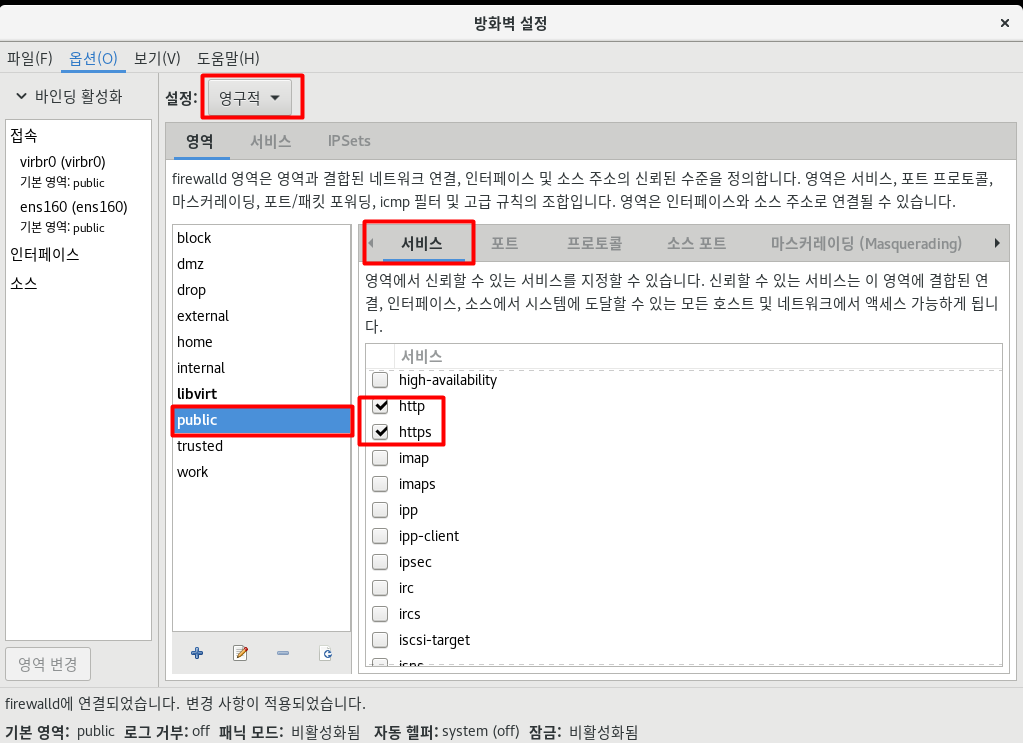 방화벽 설정
파일(F) 옵션(O) 보기(V) 도움말(H)
바인딩 활성화
접속
virbr0 (virbr0)
기본 영역: public
ens160 (ens160)
기본 영역: public
인터페이스
소스
영역 변경
설정: 영구적
영역 서비스 IPSets
firewalld 영역은 영역과 결합된 네트워크 연결, 인터페이스 및 소스 주소의 신뢰된 수준을 정의합니다. 영역은 서비스, 포트 프로토콜,
마스커레이딩, 포트/패킷 포워딩, icmp 필터 및 고급 규칙의 조합입니다. 영역은 인터페이스와 소스 주소로 연결될 수 있습니다.
block
dmz
drop
external
home
internal
libvirt
public
trusted
work
서비스 포트 프로토콜 소스 포트 마스커레이딩 (Masquerading)
영역에서 신뢰할 수 있는 서비스를 지정할 수 있습니다. 신뢰할 수 있는 서비스는 이 영역에 결합된 연
결, 인터페이스, 소스에서 시스템에 도달할 수 있는 모든 호스트 및 네트워크에서 액세스 가능하게 됩니
다.
서비스
high-availability
http
https
imap
imaps
ipp
ipp-client
ipsec
irc
ircs
iscsi-target
isns
firewalld에 연결되었습니다. 변경 사항이 적용되었습니다.
기본 영역: public 로그 거부: off 패닉 모드: 비활성화됨 자동 헬퍼: system (off) 잠금: 비활성화됨